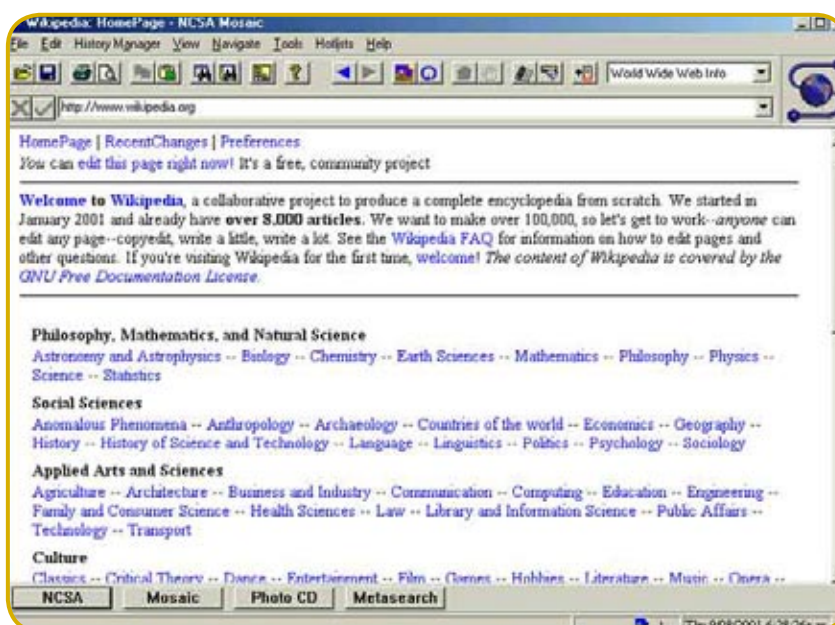 Wikipedia: HomePage - NCSA Mosaic
File Edit History Manager View Navigate Tools Hotlists Help
World Wide Web Info
http://www.wikipedia.org
HomePage | RecentChanges | Preferences
You can edit this page right now! It's a free, community project
Welcome to Wikipedia, a collaborative project to produce a complete encyclopedia from scratch. We started in
January 2001 and already have over 8,000 articles. We want to make over 100,000, so let's get to work--anyone can
edit any page--copyedit, write a little, write a lot. See the Wikipedia FAQ for information on how to edit pages and
other questions. If you're visiting Wikipedia for the first time, welcome! The content of Wikipedia is covered by the
GNU Free Documentation License.
Philosophy, Mathematics, and Natural Science
Astronomy and Astrophysics -- Biology -- Chemistry -- Earth Sciences -- Mathematics -- Philosophy -- Physics --
Science -- Statistics
Social Sciences
Anomalous Phenomena -- Anthropology -- Archaeology -- Countries of the world -- Economics -- Geography --
History -- History of Science and Technology -- Language -- Linguistics -- Politics -- Psychology -- Sociology
Applied Arts and Sciences
Agriculture -- Architecture -- Business and Industry -- Communication -- Computing -- Education -- Engineering --
Family and Consumer Science -- Health Sciences -- Law -- Library and Information Science -- Public Affairs --
Technology -- Transport
Culture
Classics -- Critical Theory -- Dance -- Entertainment -- Film -- Games -- Hobbies -- Literature -- Music -- Opera --
NCSA Mosaic Photo CD Metasearch